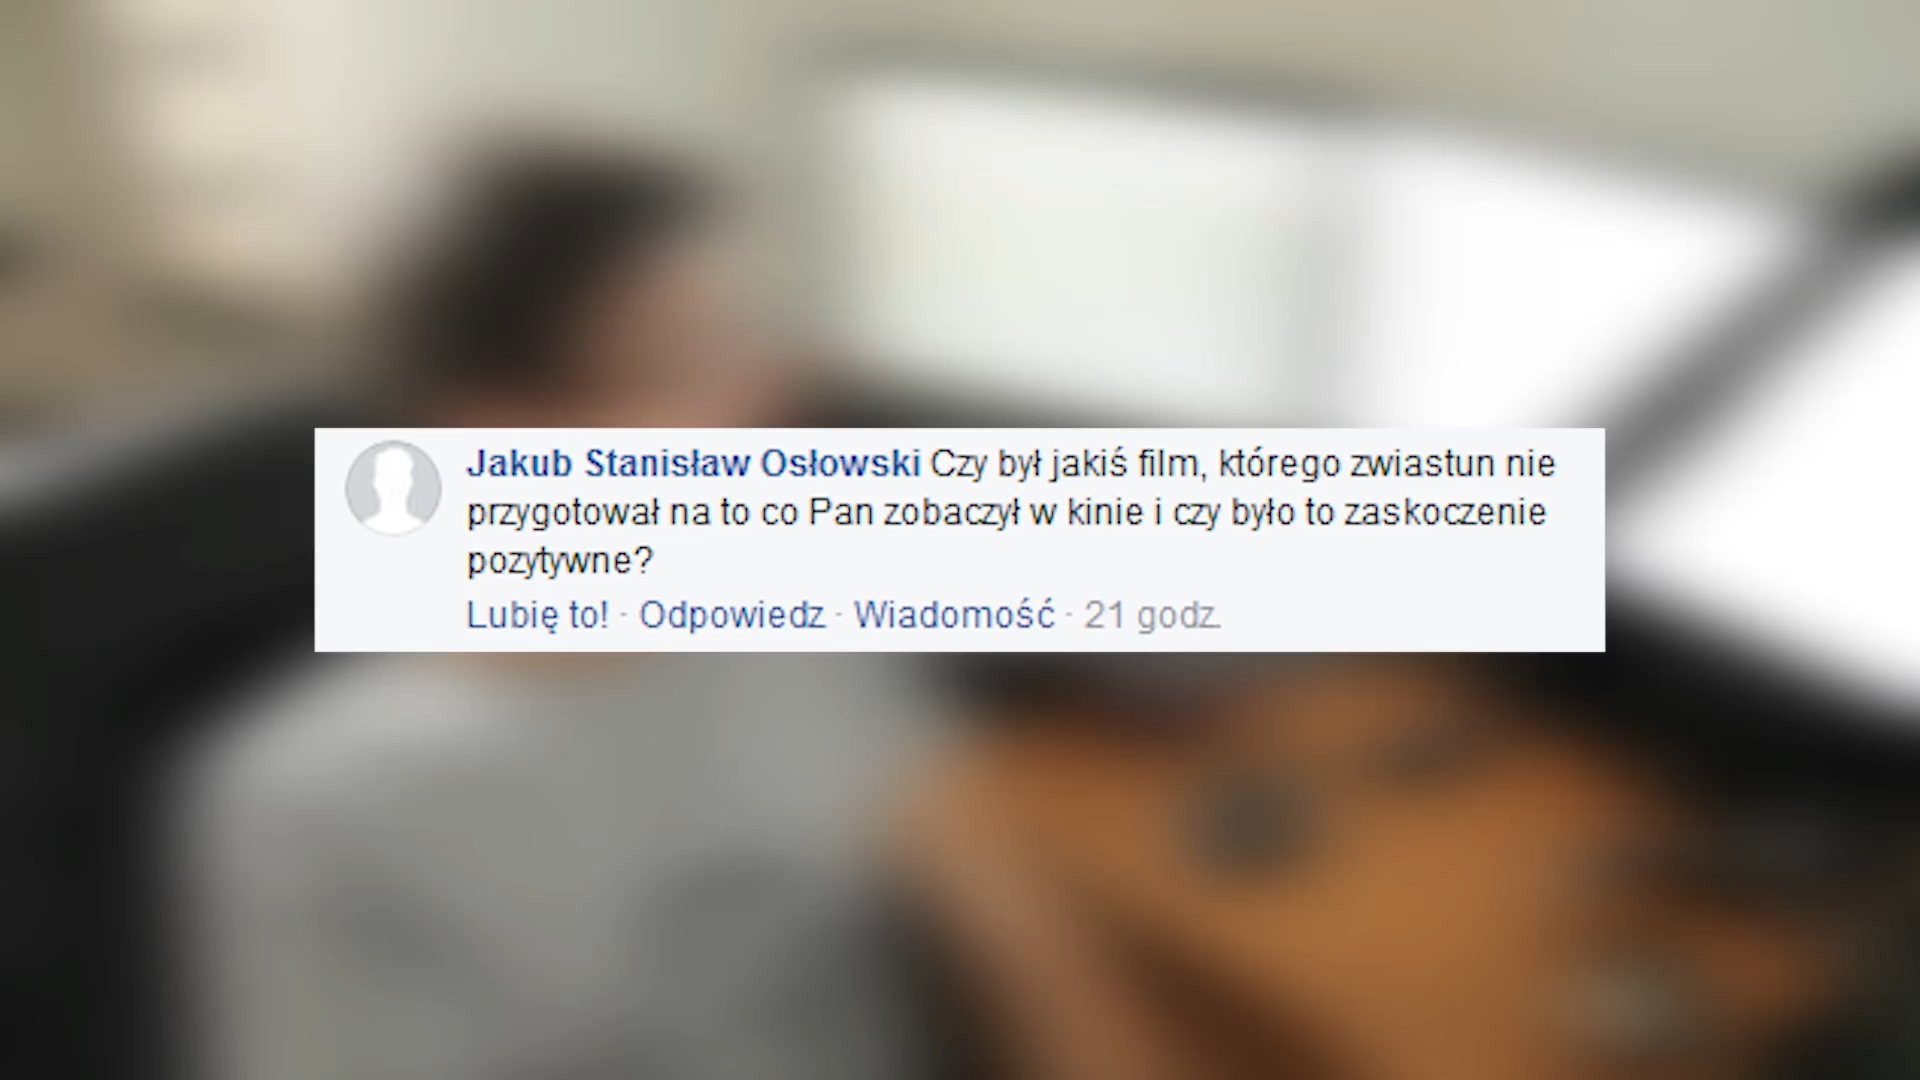 Jakub Stanisław Osłowski Czy był jakiś film, którego zwiastun nie
przygotował na to co Pan zobaczył w kinie i czy było to zaskoczenie
pozytywne?
Lubię to! · Odpowiedz · Wiadomość · 21 godz.